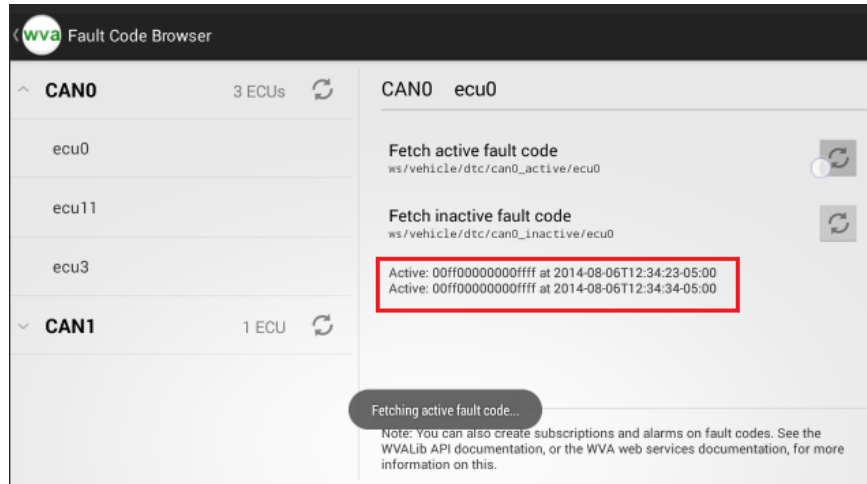 wva Fault Code Browser
CAN0 3 ECUs
ecu0
ecu11
ecu3
CAN1 1 ECU
CAN0 ecu0
Fetch active fault code
ws/vehicle/dtc/can0_active/ecu0
Fetch inactive fault code
ws/vehicle/dtc/can0_inactive/ecu0
Active: 00ff00000000ffff at 2014-08-06T12:34:23-05:00
Active: 00ff00000000ffff at 2014-08-06T12:34:34-05:00
Fetching active fault code...
Note: You can also create subscriptions and alarms on fault codes. See the
WVALib API documentation, or the WVA web services documentation, for more
information on this.